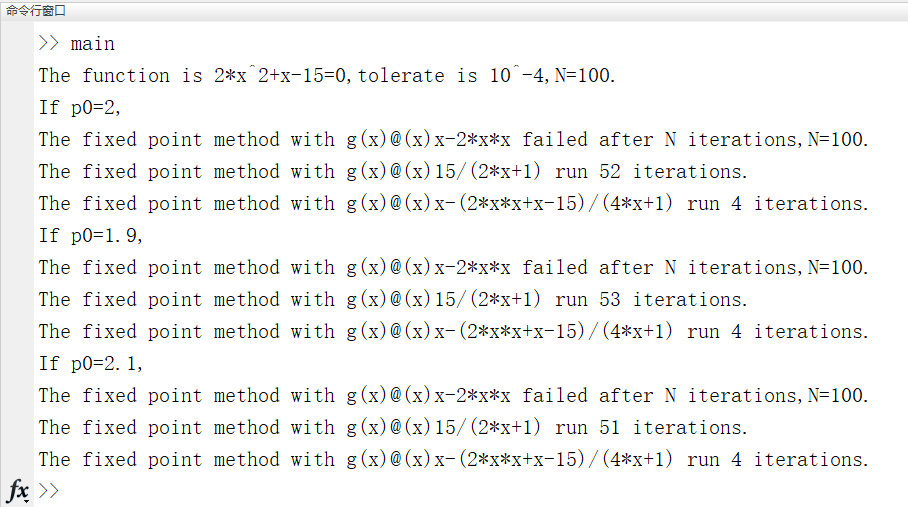 命令行窗口
>> main
The function is 2*x^2+x-15=0,tolerate is 10^-4,N=100.
If p0=2,
The fixed point method with g(x)@(x)x-2*x*x failed after N iterations,N=100.
The fixed point method with g(x)@(x)15/(2*x+1) run 52 iterations.
The fixed point method with g(x)@(x)x-(2*x*x+x-15)/(4*x+1) run 4 iterations.
If p0=1.9,
The fixed point method with g(x)@(x)x-2*x*x failed after N iterations,N=100.
The fixed point method with g(x)@(x)15/(2*x+1) run 53 iterations.
The fixed point method with g(x)@(x)x-(2*x*x+x-15)/(4*x+1) run 4 iterations.
If p0=2.1,
The fixed point method with g(x)@(x)x-2*x*x failed after N iterations,N=100.
The fixed point method with g(x)@(x)15/(2*x+1) run 51 iterations.
The fixed point method with g(x)@(x)x-(2*x*x+x-15)/(4*x+1) run 4 iterations.
fx >>